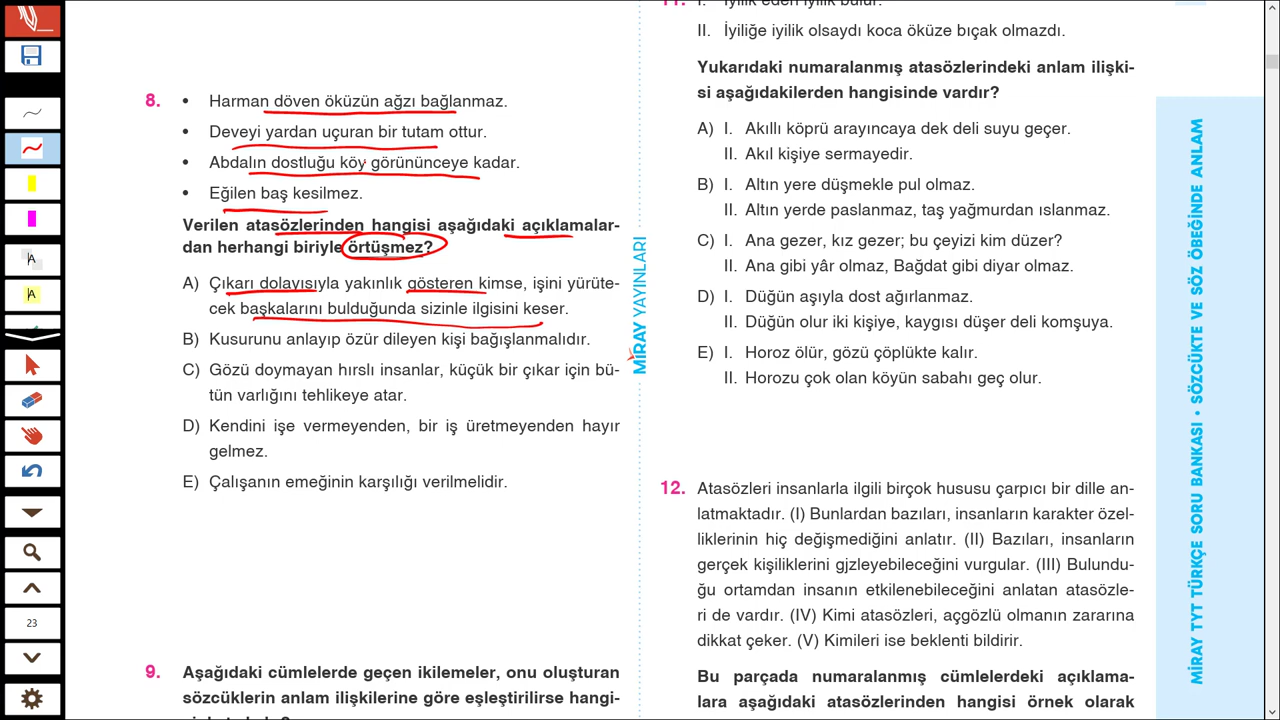 8.
• Harman döven öküzün ağzı bağlanmaz.
• Deveyi yardan uçuran bir tutam ottur.
• Abdalın dostluğu köy görününceye kadar.
• Eğilen baş kesilmez.
Verilen atasözlerinden hangisi aşağıdaki açıklamalar-
dan herhangi biriyle örtüşmez?
A) Çıkarı dolayısıyla yakınlık gösteren kimse, işini yürüte-
cek başkalarını bulduğunda sizinle ilgisini keser.
B) Kusurunu anlayıp özür dileyen kişi bağışlanmalıdır.
C) Gözü doymayan hırslı insanlar, küçük bir çıkar için bü-
tün varlığını tehlikeye atar.
D) Kendini işe vermeyenden, bir iş üretmeyenden hayır
gelmez.
E) Çalışanın emeğinin karşılığı verilmelidir.
9. Aşağıdaki cümlelerde geçen ikilemeler, onu oluşturan
sözcüklerin anlam ilişkilerine göre eşleştirilirse hangi-
MİRAY YAYINLARI
11. I. İyilik eden iyilik bulur.
II. İyiliğe iyilik olsaydı koca öküze bıçak olmazdı.
Yukarıdaki numaralanmış atasözlerindeki anlam ilişki-
si aşağıdakilerden hangisinde vardır?
A) I. Akıllı köprü arayıncaya dek deli suyu geçer.
II. Akıl kişiye sermayedir.
B) I. Altın yere düşmekle pul olmaz.
II. Altın yerde paslanmaz, taş yağmurdan ıslanmaz.
C) I. Ana gezer, kız gezer; bu çeyizi kim düzer?
II. Ana gibi yâr olmaz, Bağdat gibi diyar olmaz.
D) I. Düğün aşıyla dost ağırlanmaz.
II. Düğün olur iki kişiye, kaygısı düşer deli komşuya.
E) I. Horoz ölür, gözü çöplükte kalır.
II. Horozu çok olan köyün sabahı geç olur.
12. Atasözleri insanlarla ilgili birçok hususu çarpıcı bir dille an-
latmaktadır. (I) Bunlardan bazıları, insanların karakter özel-
liklerinin hiç değişmediğini anlatır. (II) Bazıları, insanların
gerçek kişiliklerini gjzleyebileceğini vurgular. (III) Bulundu-
ğu ortamdan insanın etkilenebileceğini anlatan atasözle-
ri de vardır. (IV) Kimi atasözleri, açgözlü olmanın zararına
dikkat çeker. (V) Kimileri ise beklenti bildirir.
Bu parçada numaralanmış cümlelerdeki açıklama-
lara aşağıdaki atasözlerinden hangisi örnek olarak
MİRAY TYT TÜRKÇE SORU BANKASI • SÖZCÜKTE VE SÖZ ÖBEĞİNDE ANLAM
A
A
23